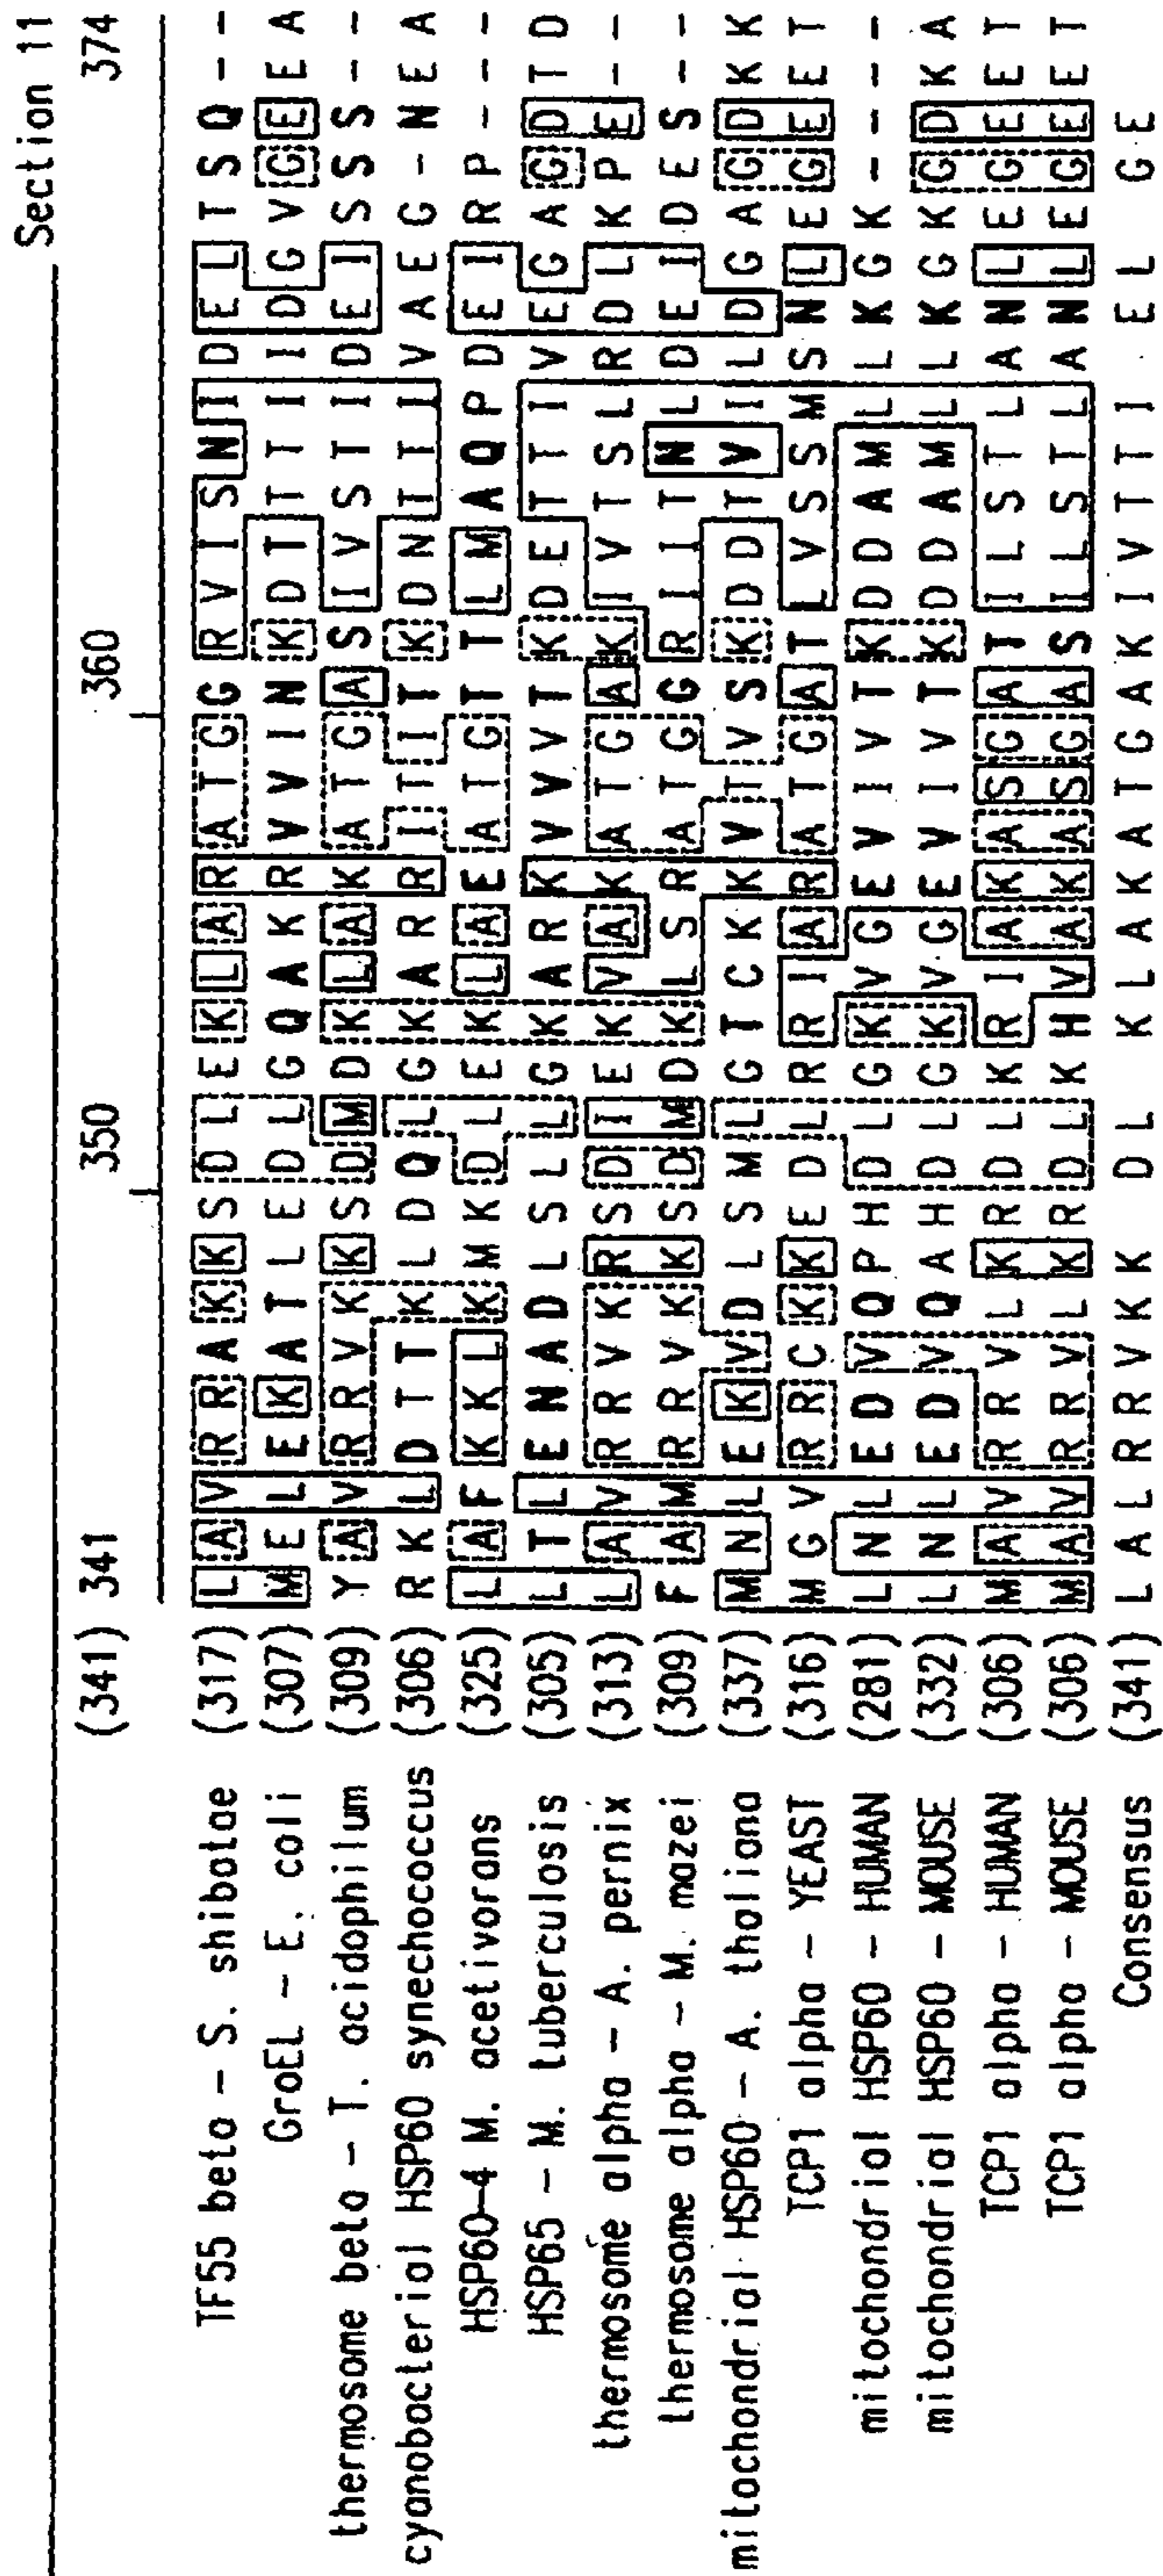 Section 11
(341) 341 350 360 374
TF55 beta - S. shibatae (317) L A V R R A K K S D L E K L A R A T G G R V I S N I D E L T S Q - -
GroEL - E. coli (307) M E L E K A T L E D L G Q A K R V V I N K D T T T I I D G V G E E A
thermosome beta - T. acidophilum (309) Y A V R R V K K S D M D K L A K A T G A S I V S T I D E I S S S - -
cyanobacterial HSP60 synechococcus (306) R K L D T T K L D Q L G K A R R I T I T K D N T T I V A E G - N E A
HSP60-4 M. acetivorans (325) L A F K K L K M K D L E K L A E A T G T T L M A Q P D E I R P - - -
HSP65 - M. tuberculosis (305) L T L E N A D L S L L G K A R K V V V T K D E T T I V E G A G D T D
thermosome alpha - A. pernix (313) L A V R R V K R S D I E K V A K A T G A K I V T S L R D L K P E - -
thermosome alpha - M. mazei (309) F A M R R V K K S D M D K L S R A T G G R I I T N L D E I D E S - -
mitochondrial HSP60 - A. thaliana (337) M N L E K V D L S M L G T C K K V T V S K D D T V I L D G A G D K K
TCP1 alpha - YEAST (316) M G V R R C K K E D L R R I A R A T G A T L V S S M S N L E G E E T
mitochondrial HSP60 - HUMAN (281) L N L E D V Q P H D L G K V G E V I V T K D D A M L L K G K - - - -
mitochondrial HSP60 - MOUSE (332) L N L E D V Q A H D L G K V G E V I V T K D D A M L L K G K G D K A
TCP1 alpha - HUMAN (306) M A V R R V L K R D L K R I A K A S G A T I L S T L A N L E G E E T
TCP1 alpha - MOUSE (306) M A V R R V L K R D L K H V A K A S G A S I L S T L A N L E G E E T
Consensus (341) L A L R R V K K D L K L A K A T G A K I V T T I E L G E